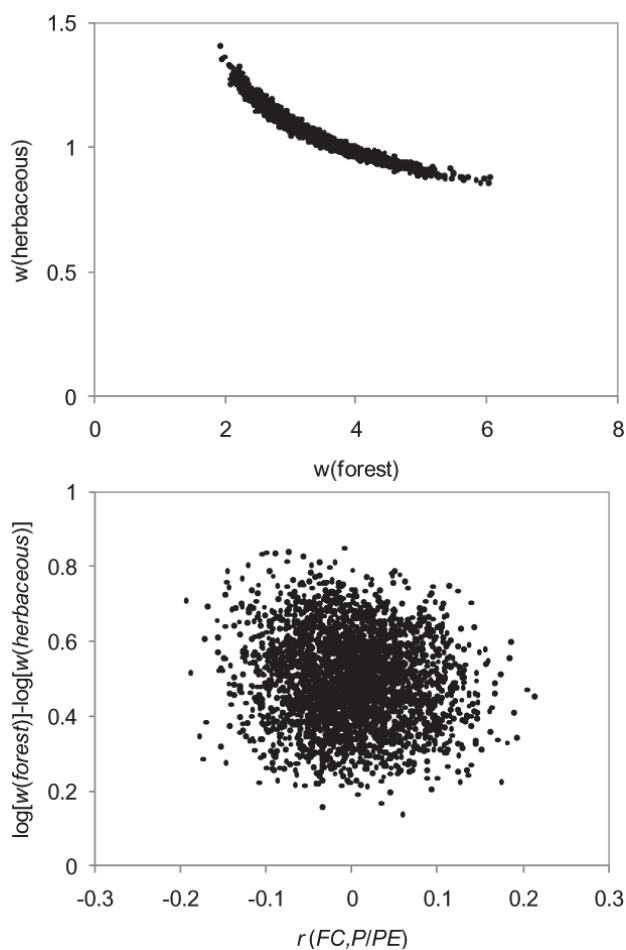 1.5
1
0.5
0
w(herbaceous)
0 2 4 6 8
w(forest)
1
0.8
0.6
0.4
0.2
0
log[w(forest)]-log[w(herbaceous)]
-0.3 -0.2 -0.1 0 0.1 0.2 0.3
r (FC,P/PE)